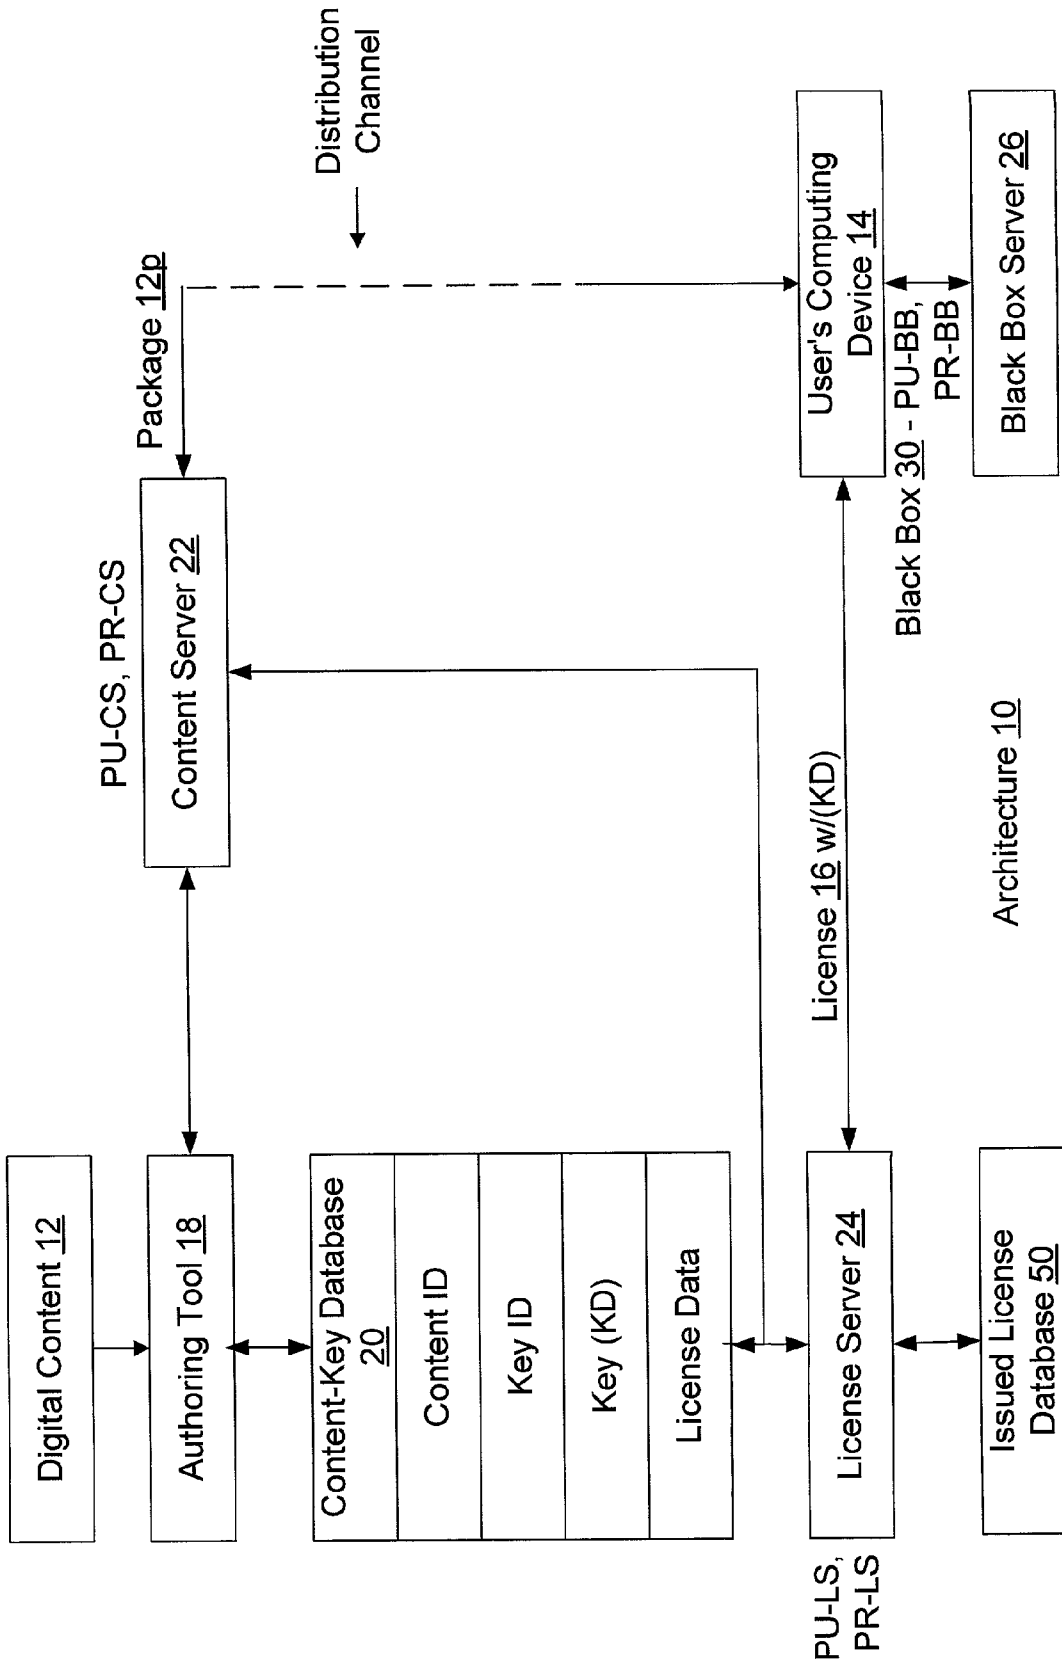 Digital Content 12
Authoring Tool 18
Content-Key Database
20
Content ID
Key ID
Key (KD)
License Data
PU-LS,
PR-LS
License Server 24
Issued License
Database 50
PU-CS, PR-CS
Content Server 22
Package 12p
Distribution
Channel
License 16 w/(KD)
User's Computing
Device 14
Black Box 30 - PU-BB,
PR-BB
Black Box Server 26
Architecture 10